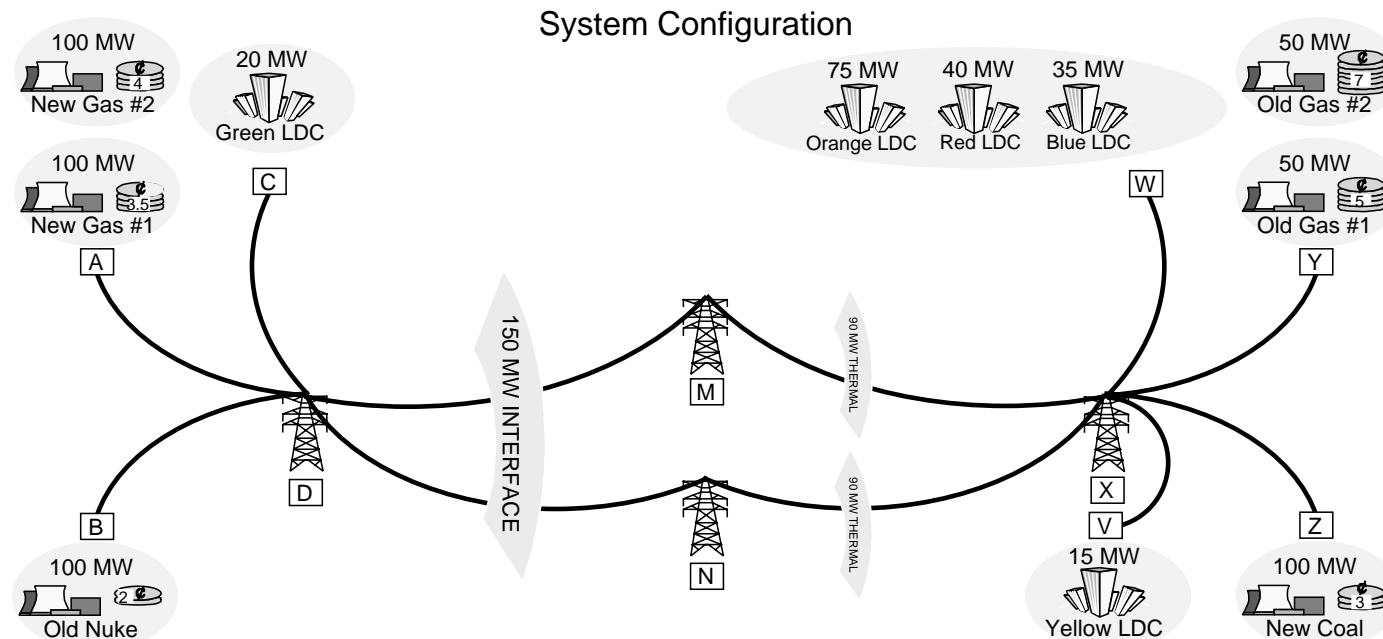 System Configuration
100 MW
¢
4
New Gas #2
20 MW
Green LDC
75 MW
Orange LDC
40 MW
Red LDC
35 MW
Blue LDC
50 MW
¢
7
Old Gas #2
100 MW
¢
3.5
New Gas #1
A
C
W
50 MW
¢
5
Old Gas #1
Y
150 MW INTERFACE
M
90 MW THERMAL
D
N
90 MW THERMAL
X
V
B
Z
100 MW
2 ¢
Old Nuke
15 MW
Yellow LDC
100 MW
¢
3
New Coal